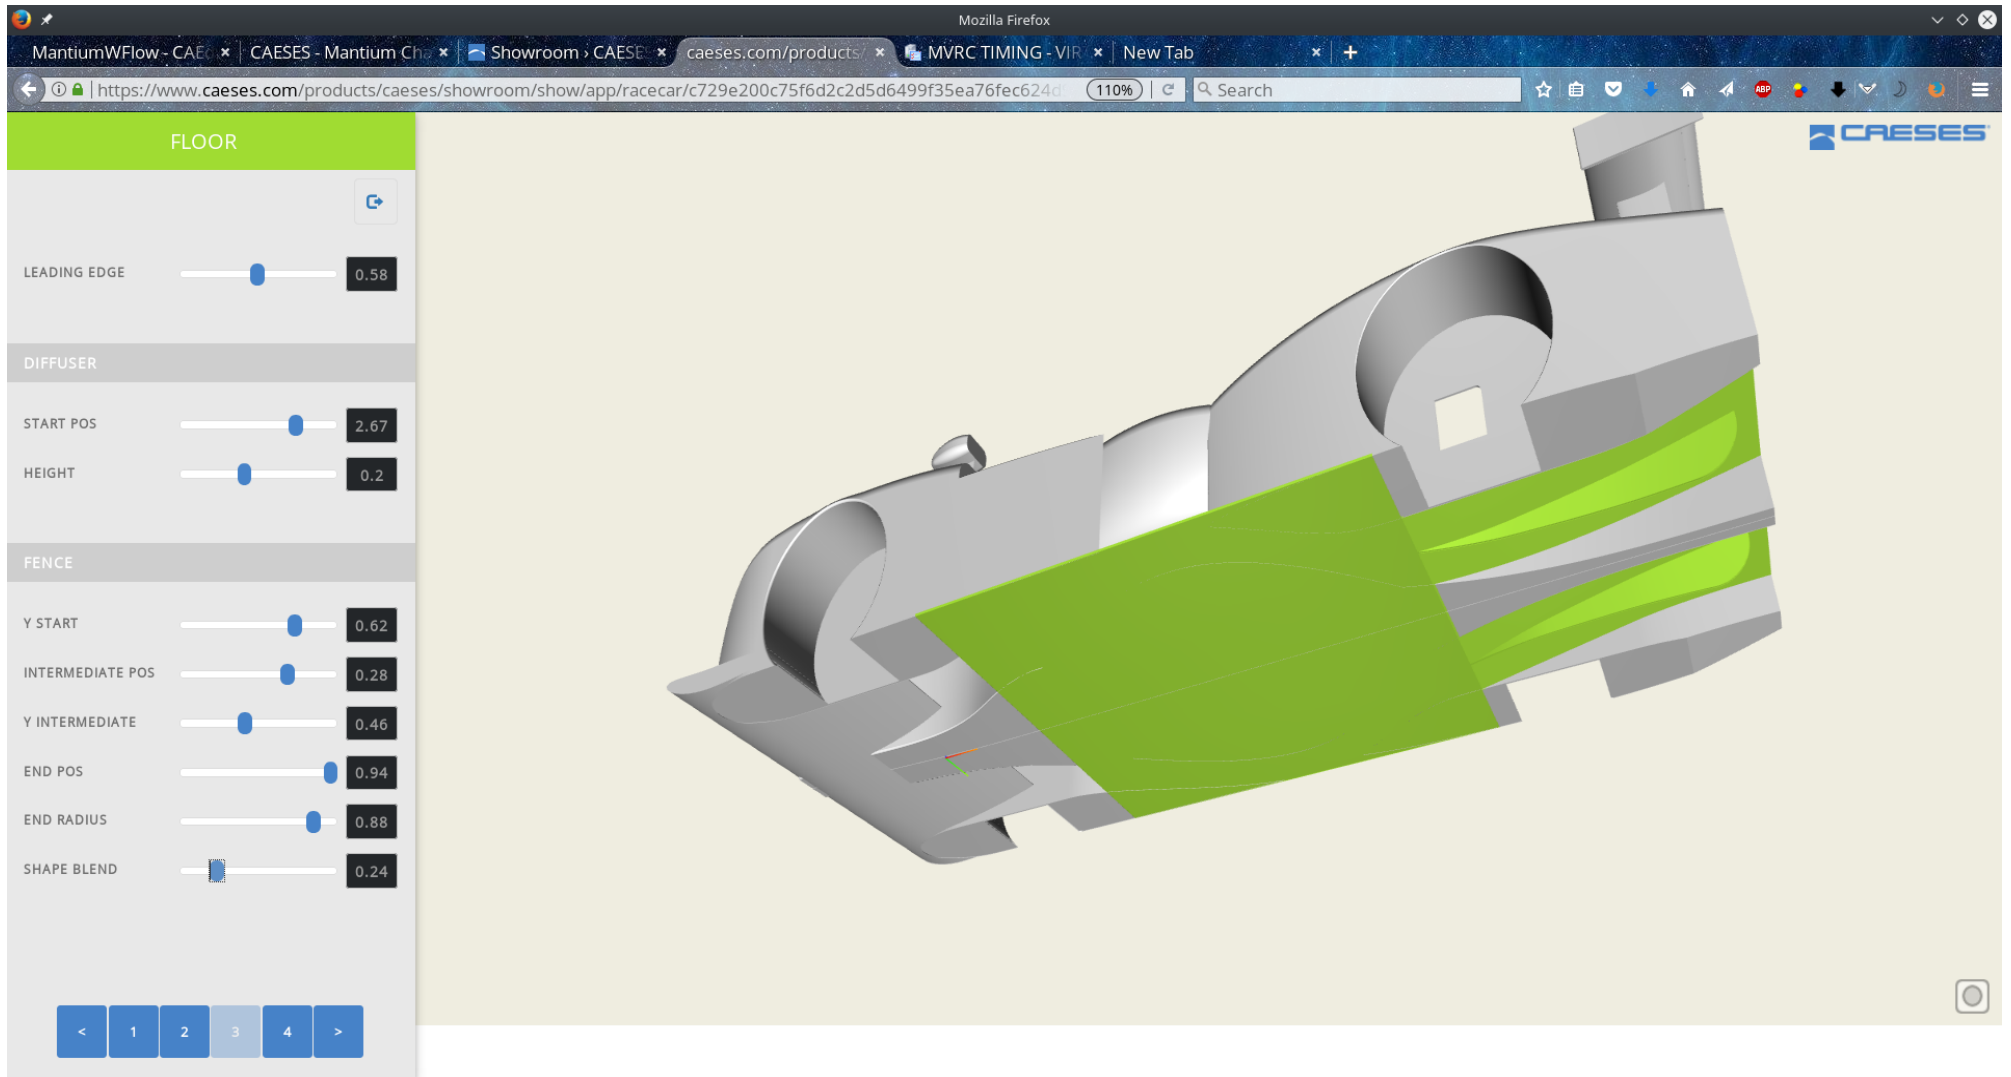 Mozilla Firefox
MantiumWFlow - CAE
CAESES - Mantium Cha
Showroom › CAESE
caeses.com/products/
MVRC TIMING - VIR
New Tab
https://www.caeses.com/products/caeses/showroom/show/app/racecar/c729e200c75f6d2c2d5d6499f35ea76fec624d
110%
Search
ABP
FLOOR
CAESES
LEADING EDGE 0.58
DIFFUSER
START POS 2.67
HEIGHT 0.2
FENCE
Y START 0.62
INTERMEDIATE POS 0.28
Y INTERMEDIATE 0.46
END POS 0.94
END RADIUS 0.88
SHAPE BLEND 0.24
< 1 2 3 4 >